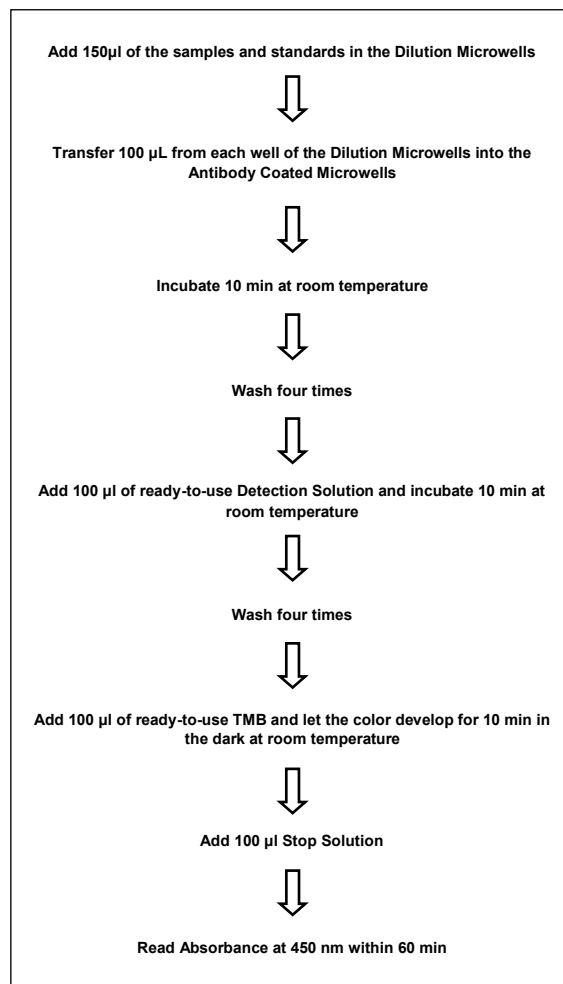 Add 150µl of the samples and standards in the Dilution Microwells
Transfer 100 µL from each well of the Dilution Microwells into the
Antibody Coated Microwells
Incubate 10 min at room temperature
Wash four times
Add 100 µl of ready-to-use Detection Solution and incubate 10 min at
room temperature
Wash four times
Add 100 µl of ready-to-use TMB and let the color develop for 10 min in
the dark at room temperature
Add 100 µl Stop Solution
Read Absorbance at 450 nm within 60 min